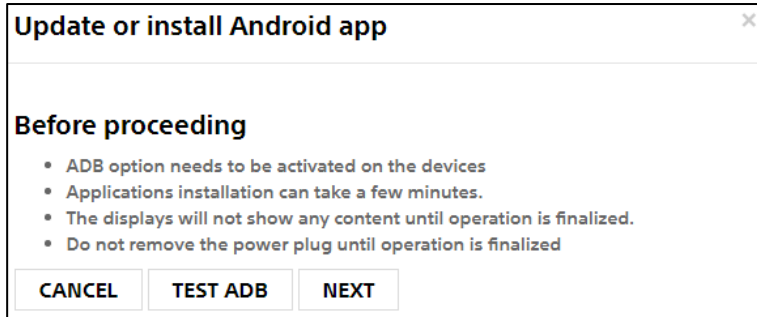 Update or install Android app
×
Before proceeding
• ADB option needs to be activated on the devices
• Applications installation can take a few minutes.
• The displays will not show any content until operation is finalized.
• Do not remove the power plug until operation is finalized
CANCEL TEST ADB NEXT